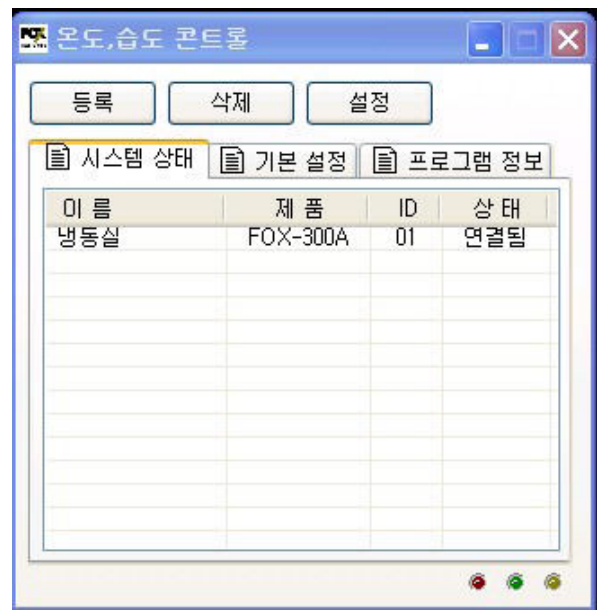 FOX 온도,습도 콘트롤
등록 삭제 설정
시스템 상태 기본 설정 프로그램 정보
이 름 제 품 ID 상 태
냉동실 FOX-300A 01 연결됨